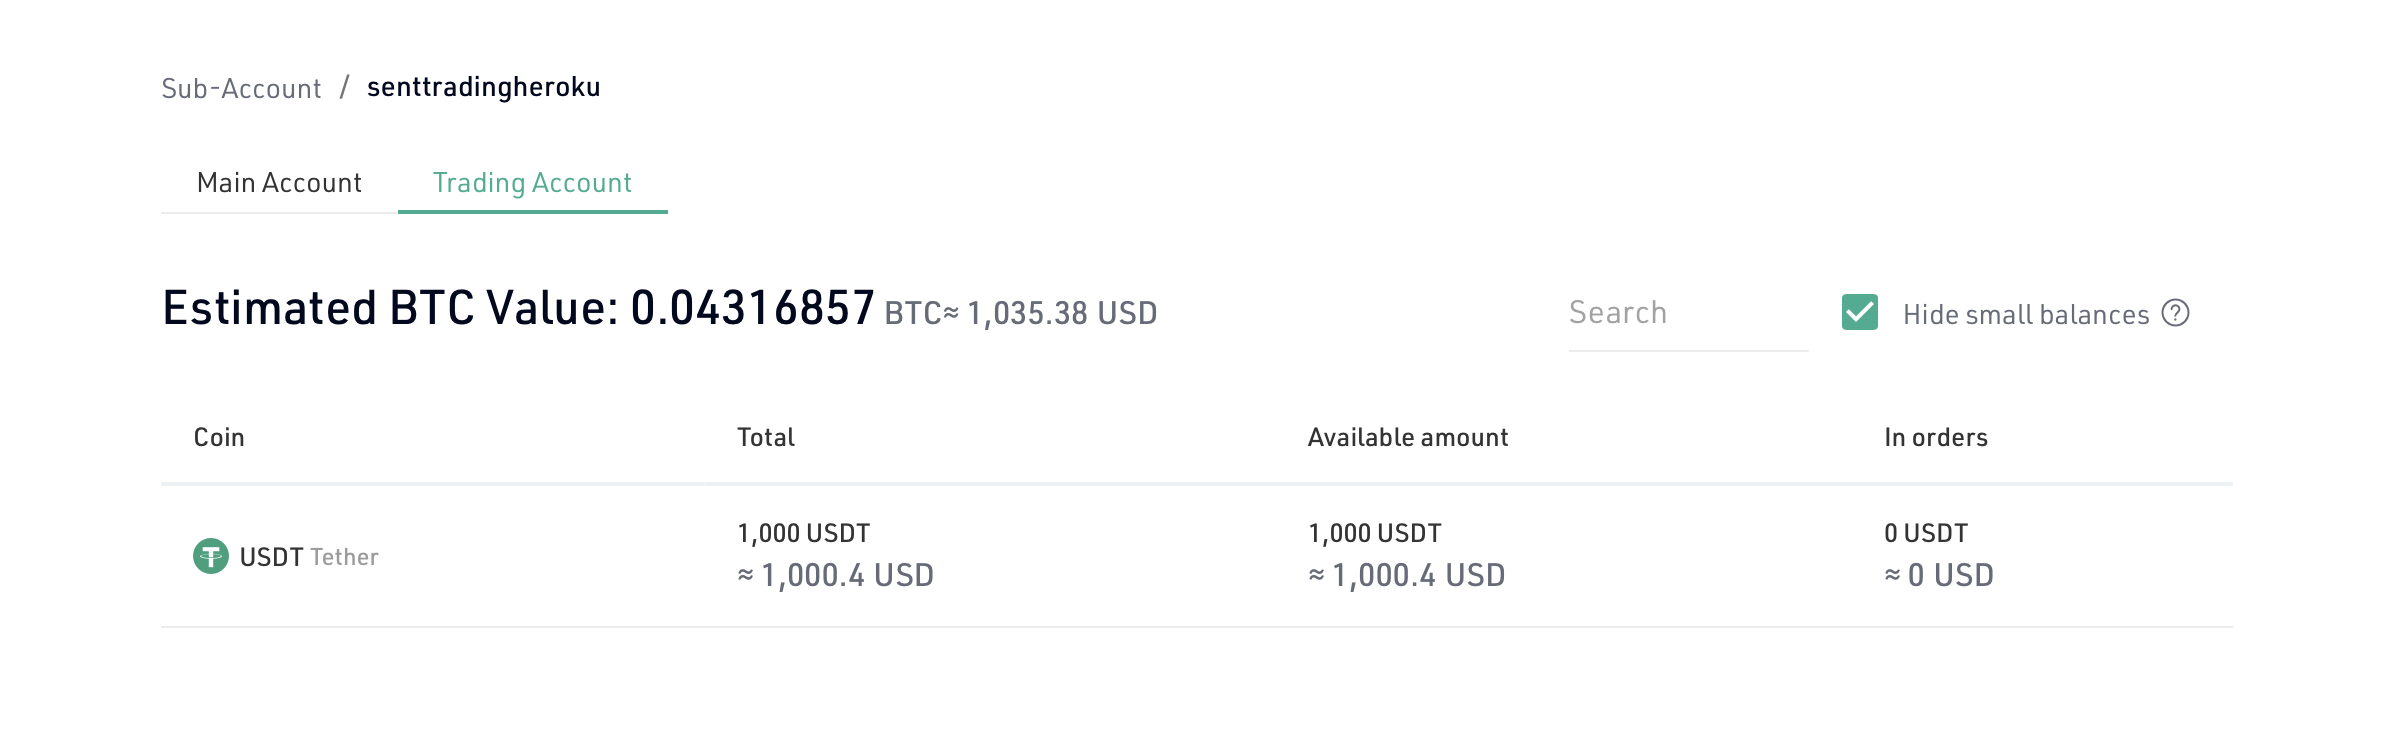 Sub-Account / senttradingheroku
Main Account Trading Account
Estimated BTC Value: 0.04316857 BTC≈ 1,035.38 USD Search Hide small balances ?
Coin Total Available amount In orders
1,000 USDT 1,000 USDT 0 USDT
USDT Tether
≈ 1,000.4 USD ≈ 1,000.4 USD ≈ 0 USD